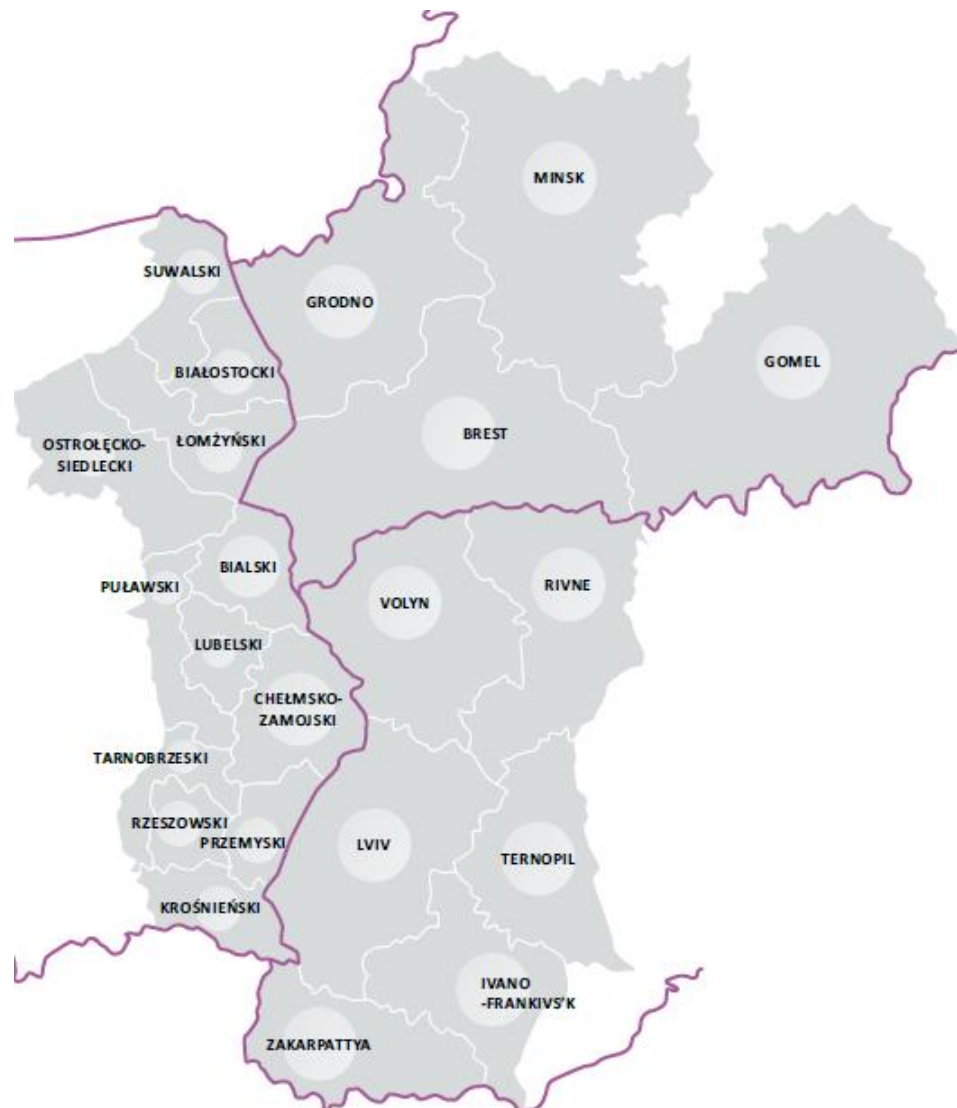 MINSK
SUWALSKI
GRODNO
GOMEL
BIAŁOSTOCKI
BREST
OSTROŁĘCKO-
SIEDLECKI
ŁOMŻYŃSKI
BIALSKI
PUŁAWSKI
VOLYN
RIVNE
LUBELSKI
CHEŁMSKO-
ZAMOJSKI
TARNOBRZESKI
RZESZOWSKI
PRZEMYSKI
LVIV
TERNOPIL
KROŚNIEŃSKI
IVANO
-FRANKIVS'K
ZAKARPATTYA